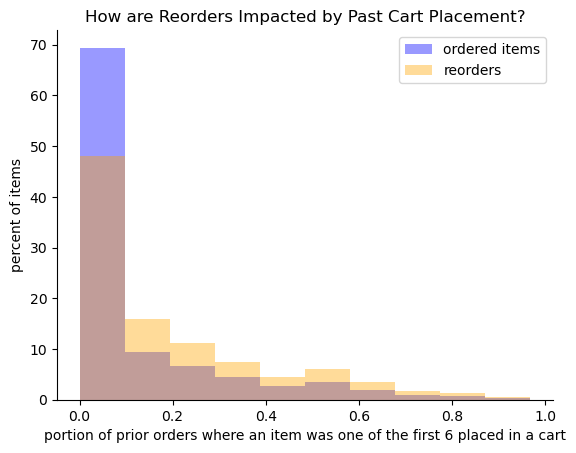 How are Reorders Impacted by Past Cart Placement?
ordered items
reorders
percent of items
70
60
50
40
30
20
10
0
0.0 0.2 0.4 0.6 0.8 1.0
portion of prior orders where an item was one of the first 6 placed in a cart